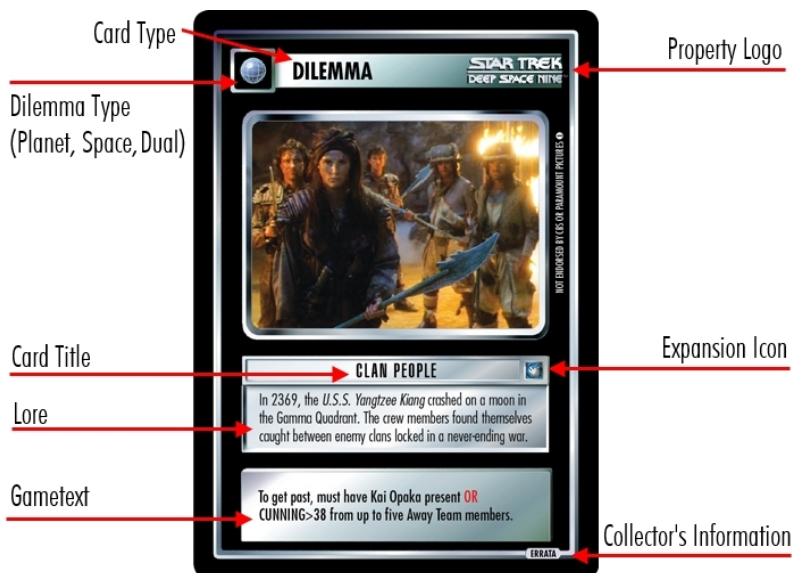 Card Type
Property Logo
DILEMMA
STAR TREK
DEEP SPACE NINE
Dilemma Type
(Planet, Space, Dual)
NOT ENDORSED BY CBS OR PARAMOUNT PICTURES
Card Title
CLAN PEOPLE
Expansion Icon
Lore
In 2369, the U.S.S. Yangtzee Kiang crashed on a moon in
the Gamma Quadrant. The crew members found themselves
caught between enemy clans locked in a never-ending war.
Gametext
To get past, must have Kai Opaka present OR
CUNNING>38 from up to five Away Team members.
Collector's Information
ERRATA